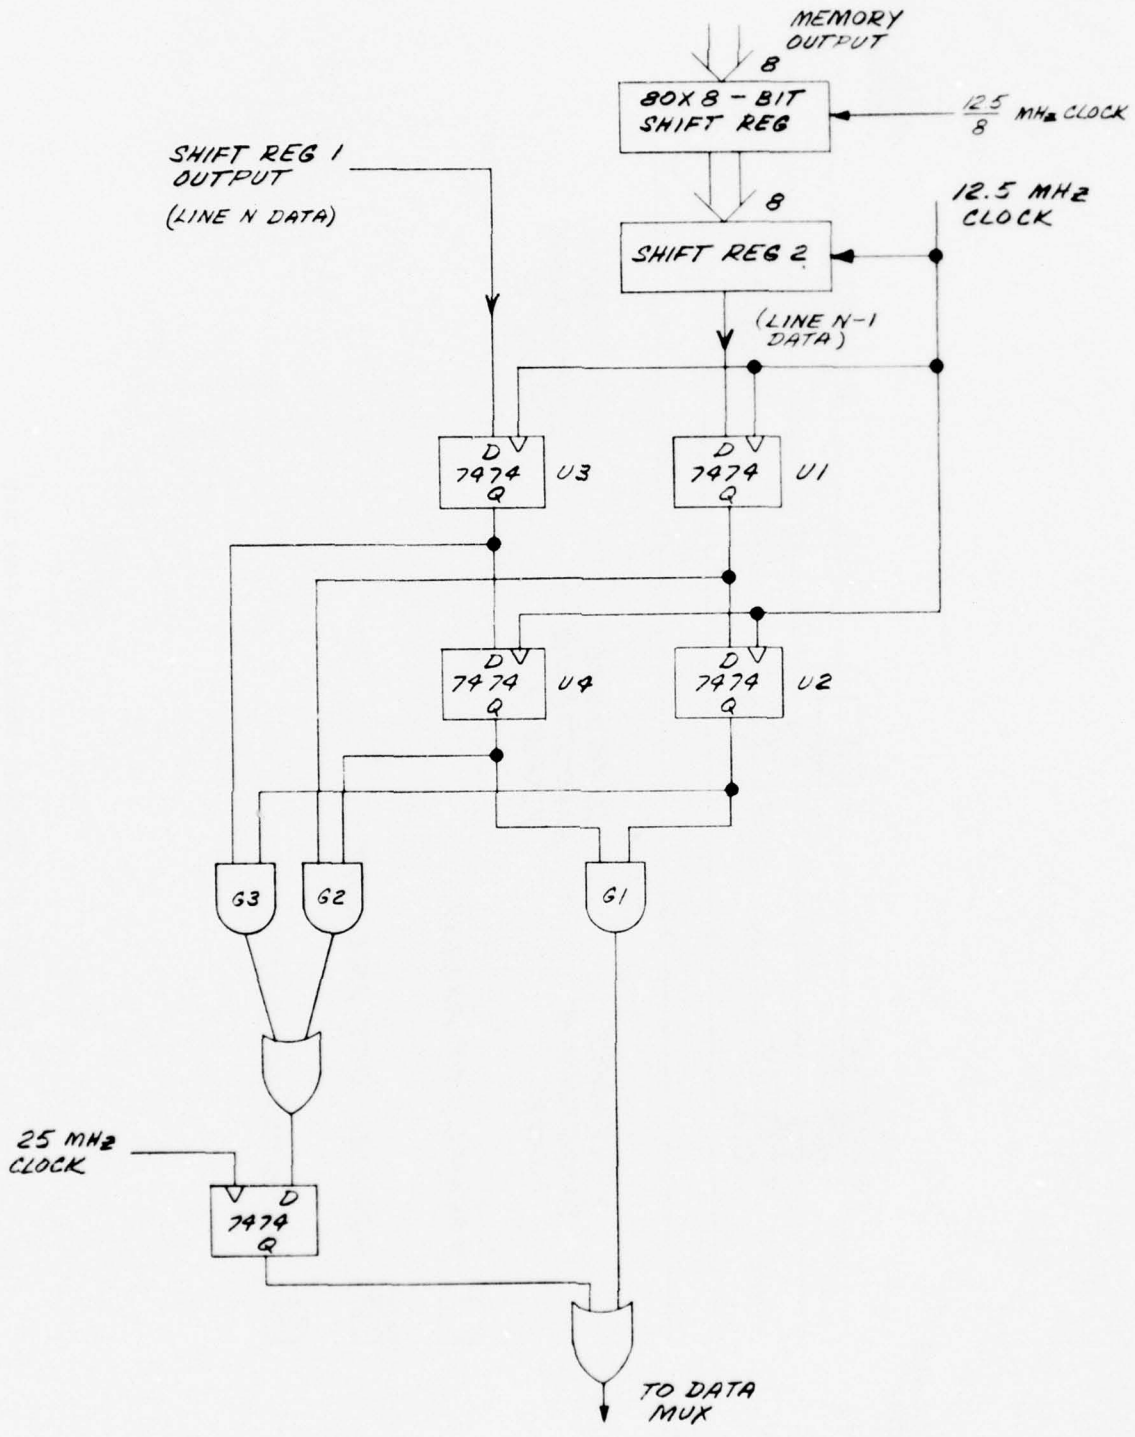 MEMORY
OUTPUT
8
80X8-BIT
SHIFT REG
12.5
8
MHz CLOCK
SHIFT REG 1
OUTPUT
(LINE N DATA)
8
12.5 MHz
CLOCK
SHIFT REG 2
(LINE N-1
DATA)
D
7474
Q
U3
D
7474
Q
U1
D
7474
Q
U4
D
7474
Q
U2
G3
G2
G1
25 MHz
CLOCK
D
7474
Q
TO DATA
MUX